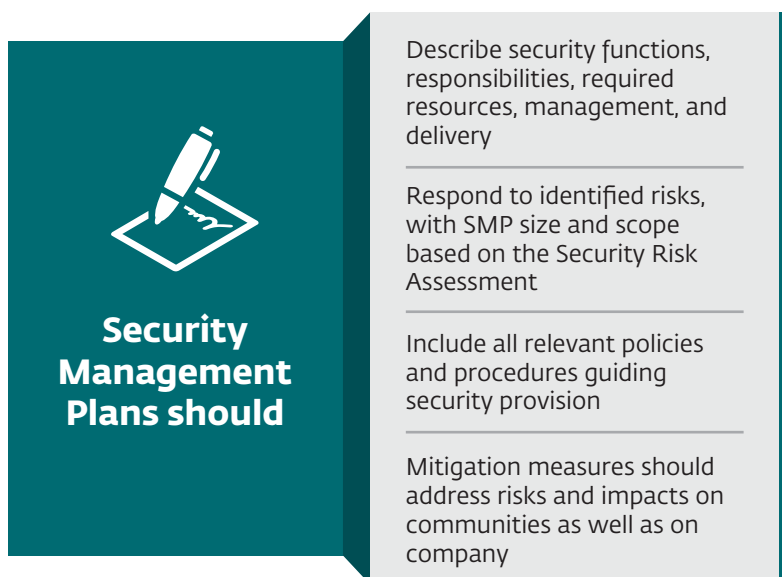 Security
Management
Plans should
Describe security functions,
responsibilities, required
resources, management, and
delivery
Respond to identified risks,
with SMP size and scope
based on the Security Risk
Assessment
Include all relevant policies
and procedures guiding
security provision
Mitigation measures should
address risks and impacts on
communities as well as on
company